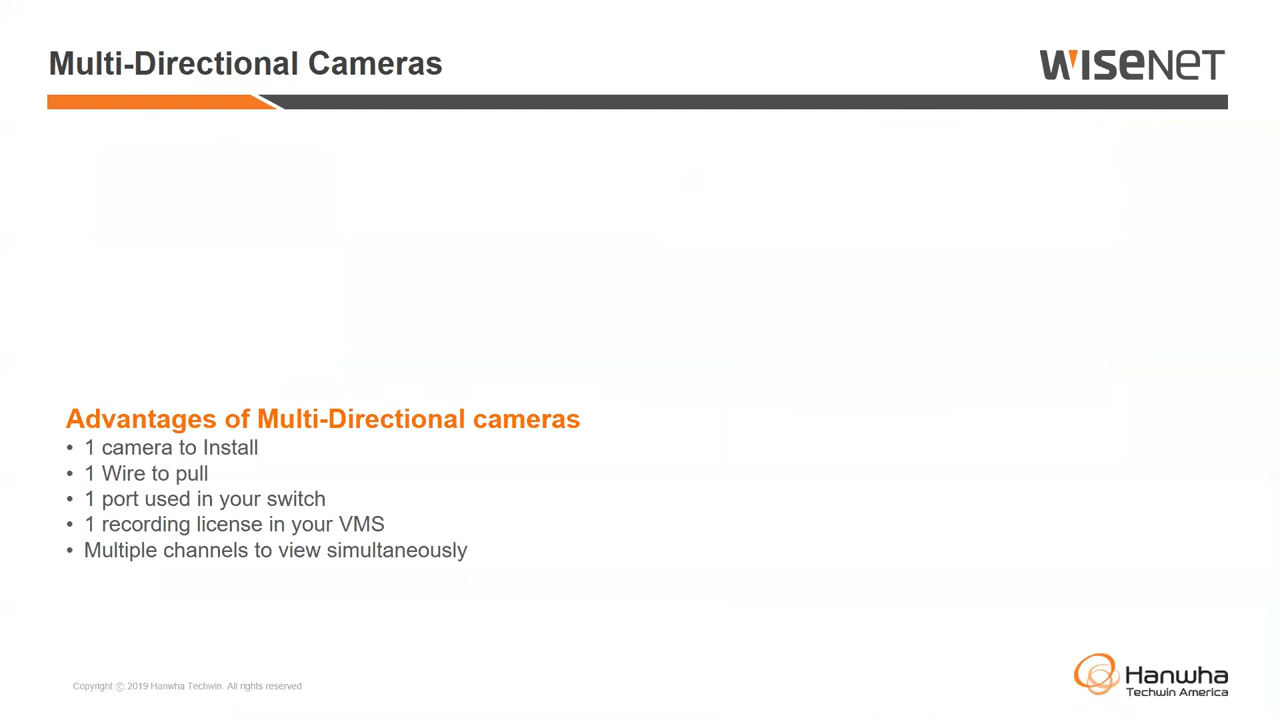 Multi-Directional Cameras
WISENET
Advantages of Multi-Directional cameras
• 1 camera to Install
• 1 Wire to pull
• 1 port used in your switch
• 1 recording license in your VMS
• Multiple channels to view simultaneously
Copyright ⓒ 2019 Hanwha Techwin. All rights reserved
Hanwha
Techwin America